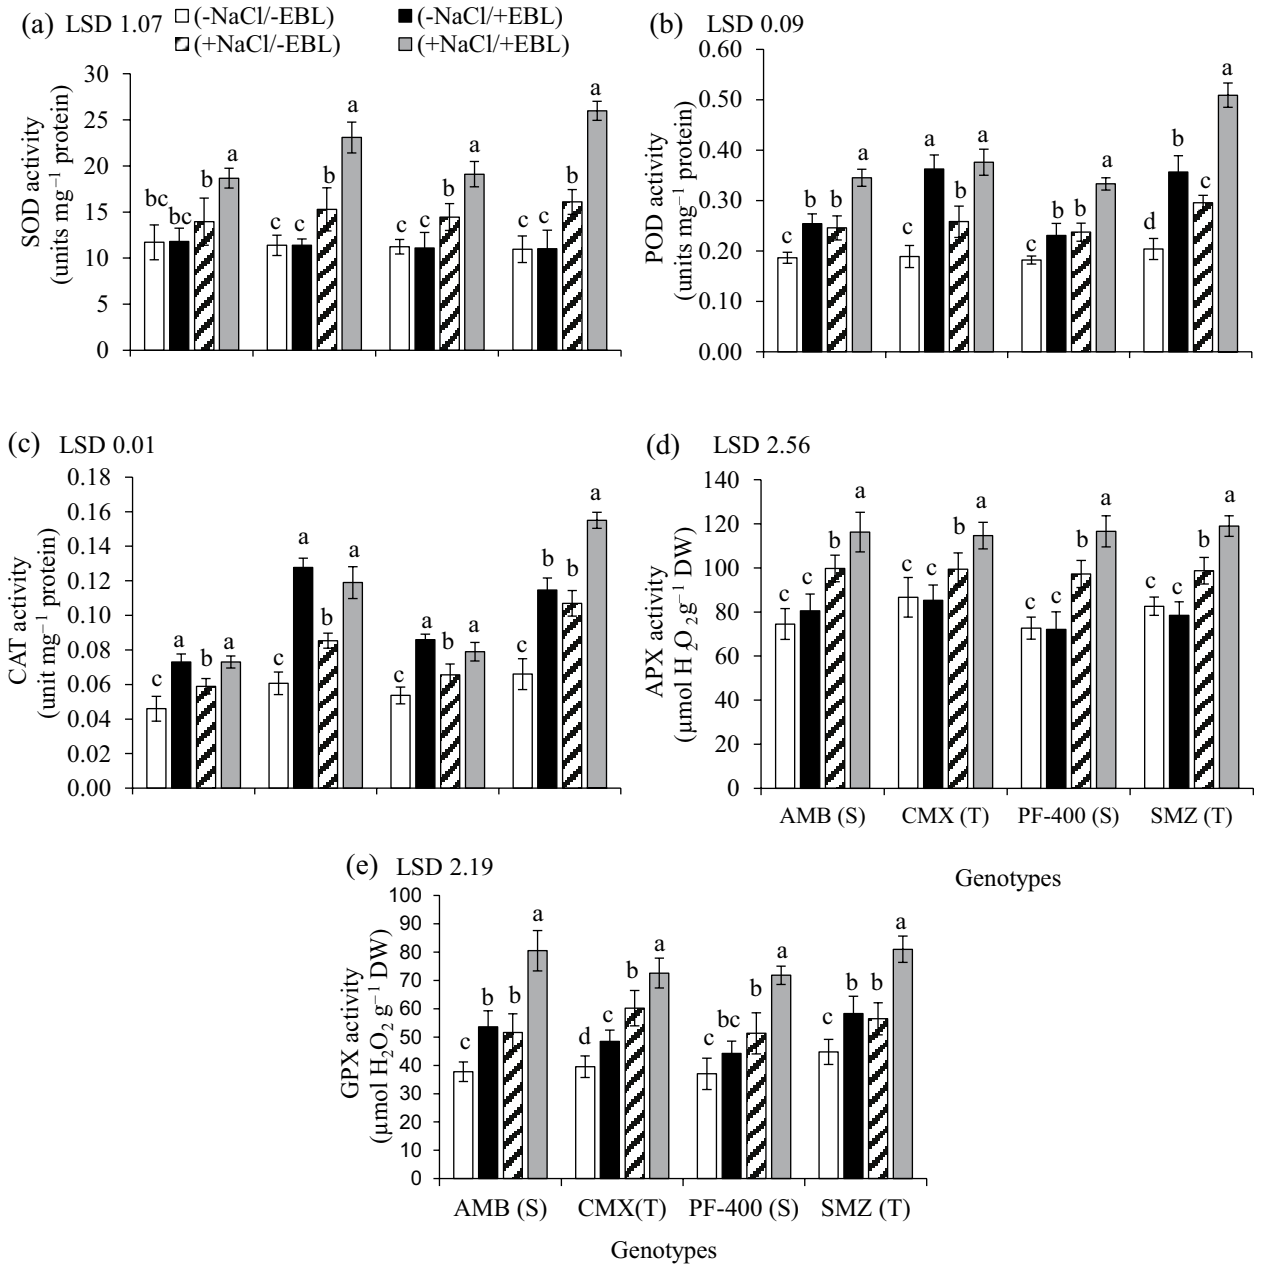 (a) LSD 1.07
(-NaCl/-EBL)
(-NaCl/+EBL)
(+NaCl/-EBL)
(+NaCl/+EBL)
SOD activity
(units mg⁻¹ protein)
30
25
20
15
10
5
0
bc
bc
b
a
c
c
b
a
c
c
b
a
c
c
b
a
(b) LSD 0.09
POD activity
(units mg⁻¹ protein)
0.60
0.50
0.40
0.30
0.20
0.10
0.00
c
b
b
a
c
a
b
a
c
b
b
a
d
b
c
a
(c) LSD 0.01
CAT activity
(unit mg⁻¹ protein)
0.18
0.16
0.14
0.12
0.10
0.08
0.06
0.04
0.02
0.00
c
a
b
a
c
a
b
a
c
a
b
a
c
b
b
a
(d) LSD 2.56
APX activity
(µmol H₂O₂g⁻¹ DW)
140
120
100
80
60
40
20
0
c
c
b
a
c
c
b
a
c
c
b
a
c
c
b
a
AMB (S) CMX (T) PF-400 (S) SMZ (T)
Genotypes
(e) LSD 2.19
GPX activity
(µmol H₂O₂ g⁻¹ DW)
100
90
80
70
60
50
40
30
20
10
0
c
b
b
a
d
c
b
a
c
bc
b
a
c
b
b
a
AMB (S) CMX(T) PF-400 (S) SMZ (T)
Genotypes